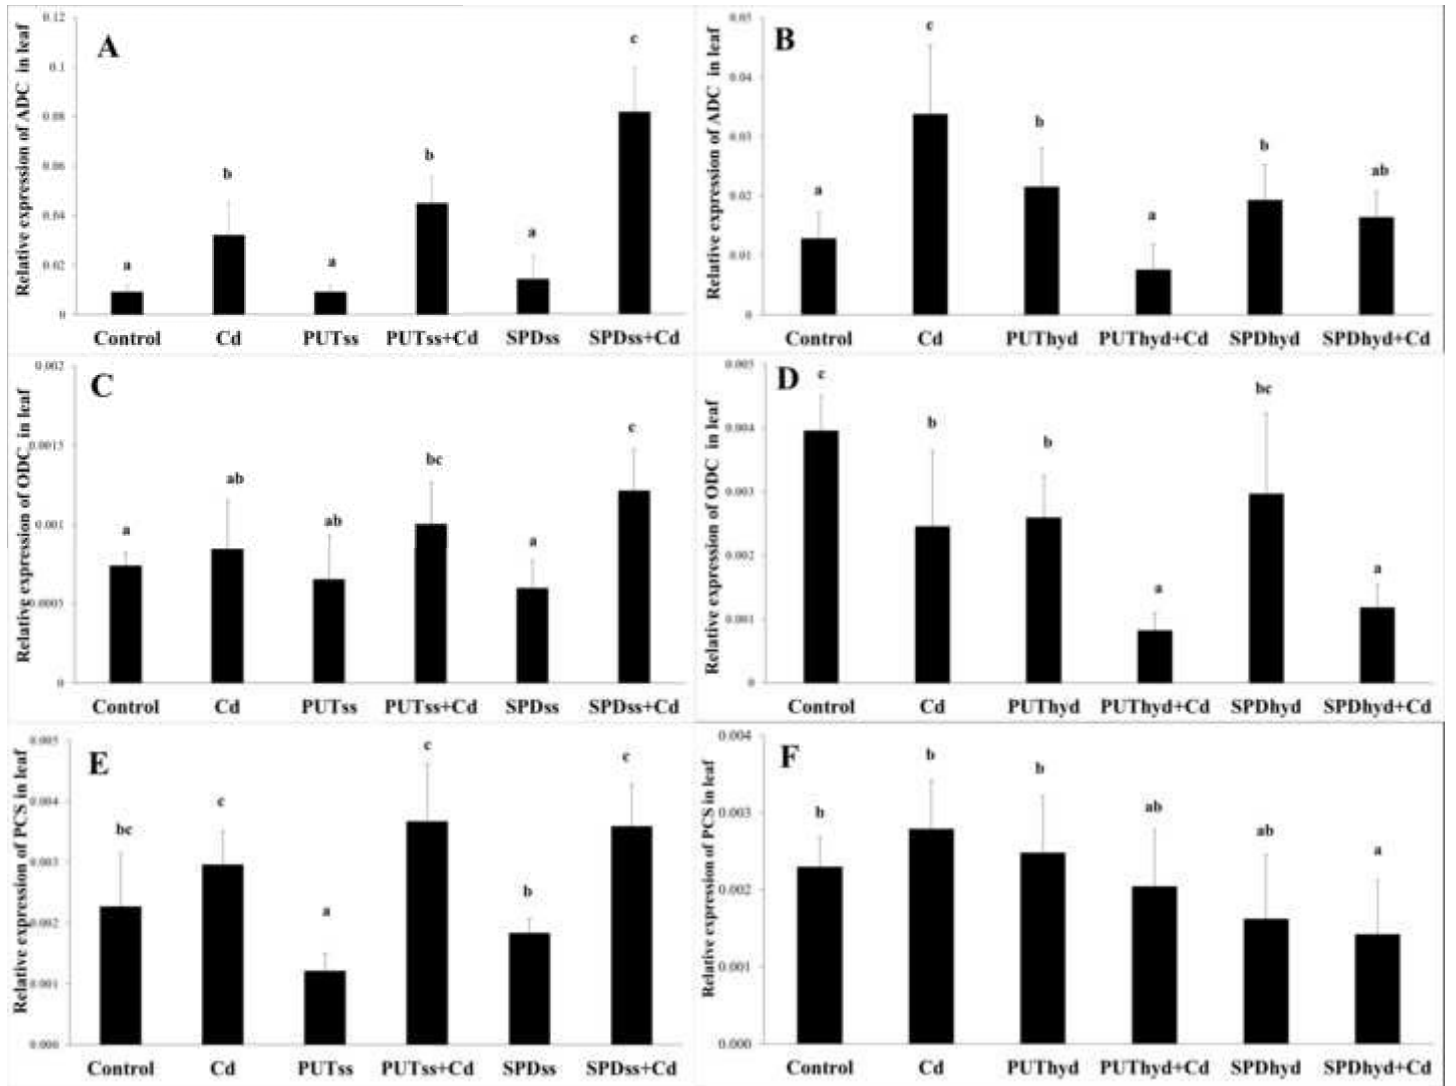 A
Relative expression of ADC in leaf
0.12
0.1
0.08
0.06
0.04
0.02
0
a
b
a
b
a
c
Control Cd PUTss PUTss+Cd SPDss SPDss+Cd
B
Relative expression of ADC in leaf
0.05
0.04
0.03
0.02
0.01
0
a
c
b
a
b
ab
Control Cd PUThyd PUThyd+Cd SPDhyd SPDhyd+Cd
C
Relative expression of ODC in leaf
0.002
0.0015
0.001
0.0005
0
a
ab
ab
bc
a
c
Control Cd PUTss PUTss+Cd SPDss SPDss+Cd
D
Relative expression of ODC in leaf
0.005
0.004
0.003
0.002
0.001
0
c
b
b
a
bc
a
Control Cd PUThyd PUThyd+Cd SPDhyd SPDhyd+Cd
E
Relative expression of PCS in leaf
0.005
0.004
0.003
0.002
0.001
0.000
bc
c
a
c
b
c
Control Cd PUTss PUTss+Cd SPDss SPDss+Cd
F
Relative expression of PCS in leaf
0.004
0.003
0.002
0.001
0.000
b
b
b
ab
ab
a
Control Cd PUThyd PUThyd+Cd SPDhyd SPDhyd+Cd